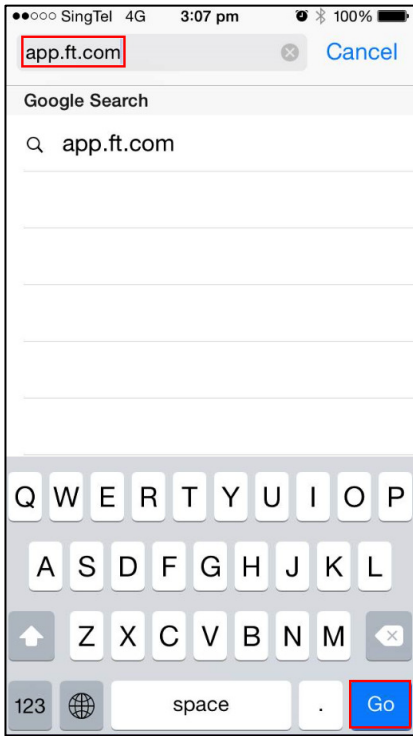 SingTel 4G 3:07 pm 100%
app.ft.com Cancel
Google Search
app.ft.com
Q W E R T Y U I O P
A S D F G H J K L
Z X C V B N M
123 space . Go